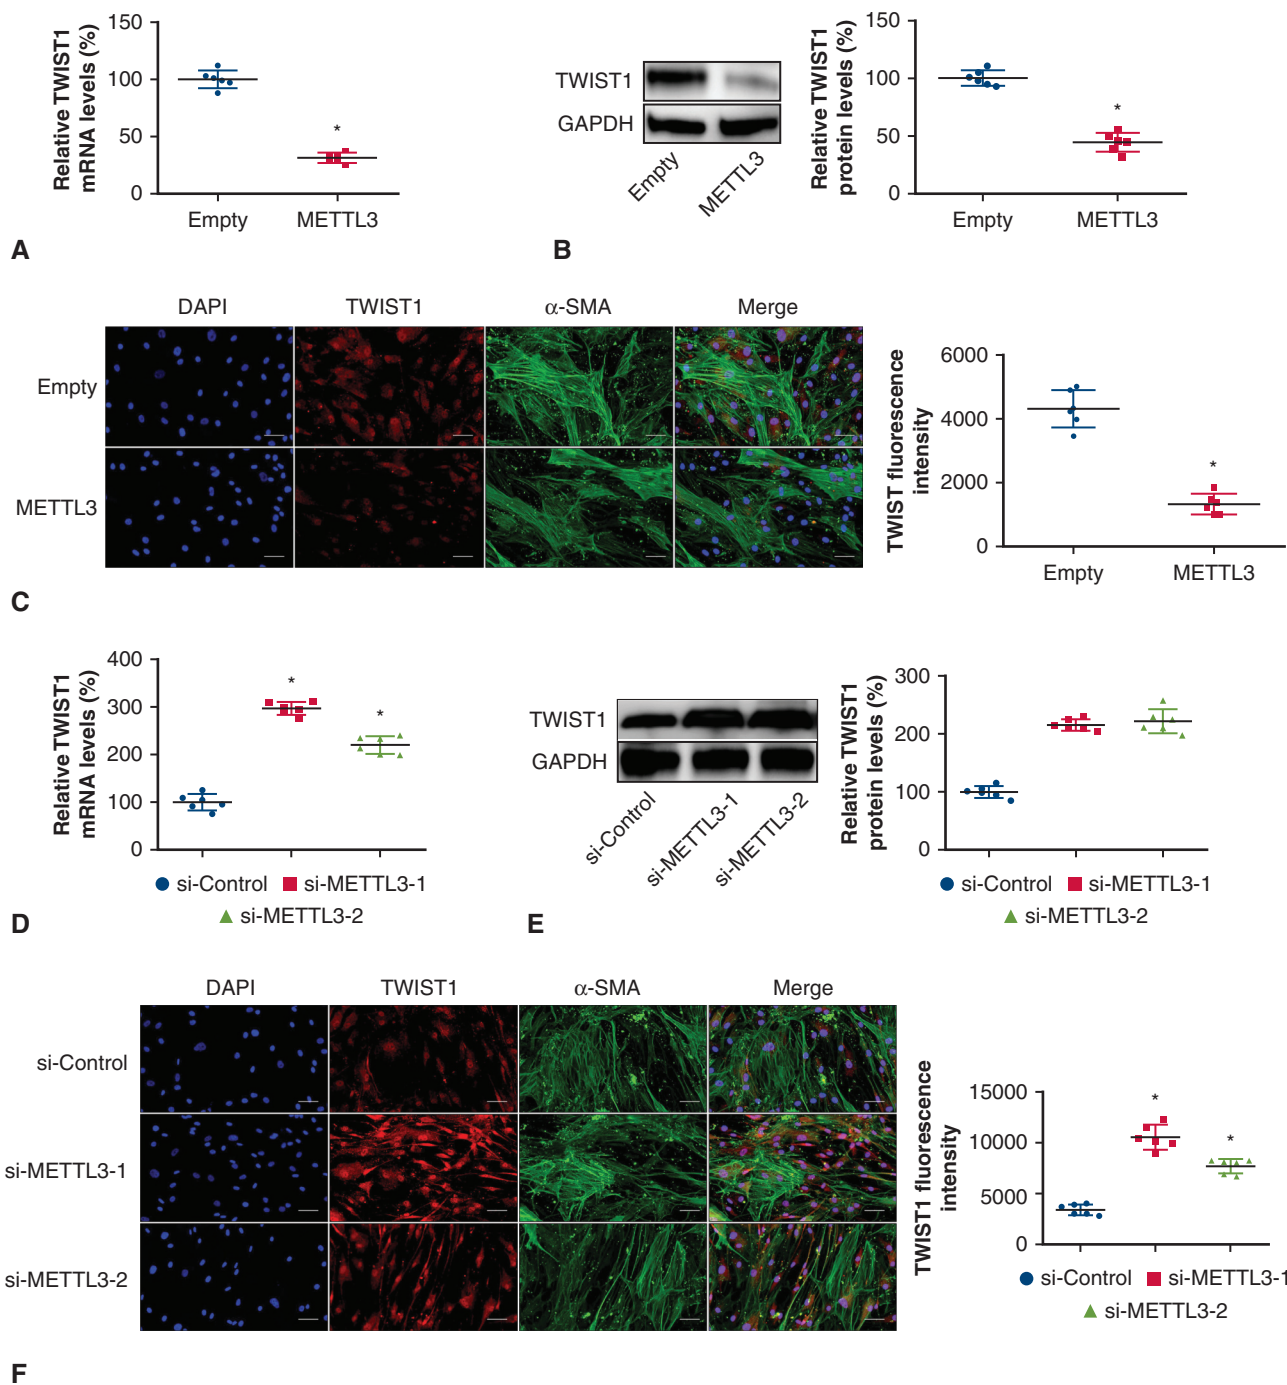 Relative TWIST1
mRNA levels (%)
150
100
50
0
*
Empty
METTL3
A
TWIST1
GAPDH
Empty
METTL3
Relative TWIST1
protein levels (%)
150
100
50
0
*
Empty
METTL3
B
DAPI
TWIST1
α-SMA
Merge
Empty
METTL3
TWIST fluorescence
intensity
6000
4000
2000
0
*
Empty
METTL3
C
Relative TWIST1
mRNA levels (%)
400
300
200
100
0
*
*
si-Control
si-METTL3-1
si-METTL3-2
D
TWIST1
GAPDH
si-Control
si-METTL3-1
si-METTL3-2
Relative TWIST1
protein levels (%)
300
200
100
0
si-Control
si-METTL3-1
si-METTL3-2
E
DAPI
TWIST1
α-SMA
Merge
si-Control
si-METTL3-1
si-METTL3-2
TWIST1 fluorescence
intensity
15000
10000
5000
0
*
*
si-Control
si-METTL3-1
si-METTL3-2
F